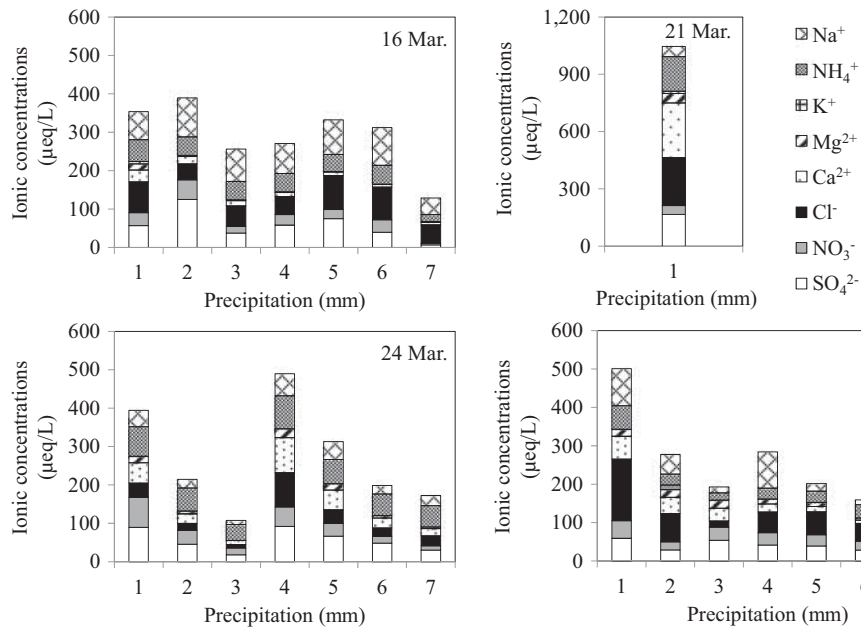 600
500
400
300
200
100
0
16 Mar.
1 2 3 4 5 6 7
Precipitation (mm)
Ionic concentrations
(µeq/L)
1,200
900
600
300
0
21 Mar.
1
Precipitation (mm)
Ionic concentrations
(µeq/L)
Na⁺
NH₄⁺
K⁺
Mg²⁺
Ca²⁺
Cl⁻
NO₃⁻
SO₄²⁻
600
500
400
300
200
100
0
24 Mar.
1 2 3 4 5 6 7
Precipitation (mm)
Ionic concentrations
(µeq/L)
600
500
400
300
200
100
0
1 2 3 4 5
Precipitation (mm)
Ionic concentrations
(µeq/L)